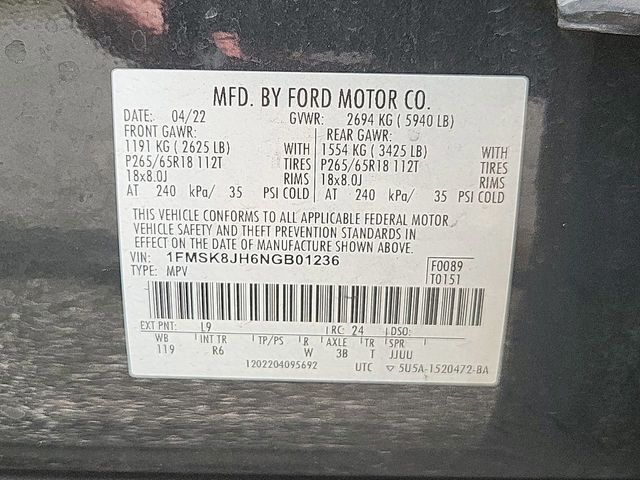 MFD. BY FORD MOTOR CO.
DATE: 04/22 GVWR: 2694 KG ( 5940 LB)
FRONT GAWR: REAR GAWR:
1191 KG ( 2625 LB) WITH 1554 KG ( 3425 LB) WITH
P265/65R18 112T TIRES P265/65R18 112T TIRES
18x8.0J RIMS 18x8.0J RIMS
AT 240 kPa/ 35 PSI COLD AT 240 kPa/ 35 PSI COLD
THIS VEHICLE CONFORMS TO ALL APPLICABLE FEDERAL MOTOR
VEHICLE SAFETY AND THEFT PREVENTION STANDARDS IN
EFFECT ON THE DATE OF MANUFACTURE SHOWN ABOVE.
VIN: 1FMSK8JH6NGB01236
TYPE: MPV
F0089
T0151
EXT PNT: L9 RC: 24 DSO:
WB INT TR TP/PS R AXLE TR SPR
119 R6 W 3B T JJUU
1202204095692 UTC ▽ 5U5A-1520472-BA